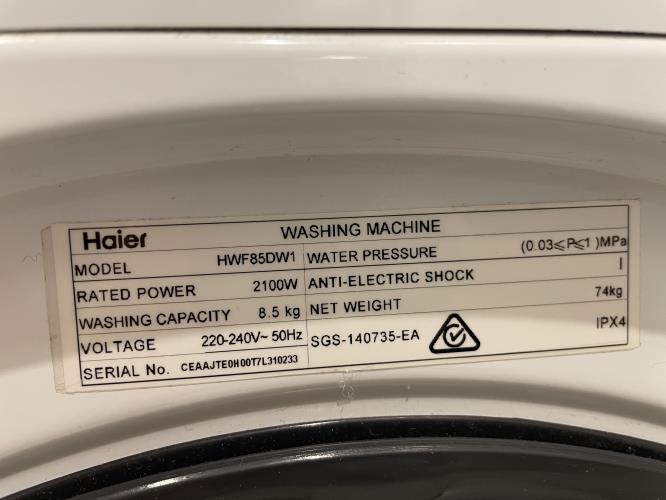 Haier WASHING MACHINE
MODEL HWF85DW1 WATER PRESSURE (0.03≤P≤1 )MPa
RATED POWER 2100W ANTI-ELECTRIC SHOCK I
WASHING CAPACITY 8.5 kg NET WEIGHT 74kg
VOLTAGE 220-240V~ 50Hz SGS-140735-EA IPX4
SERIAL No. CEAAJTE0H00T7L310233